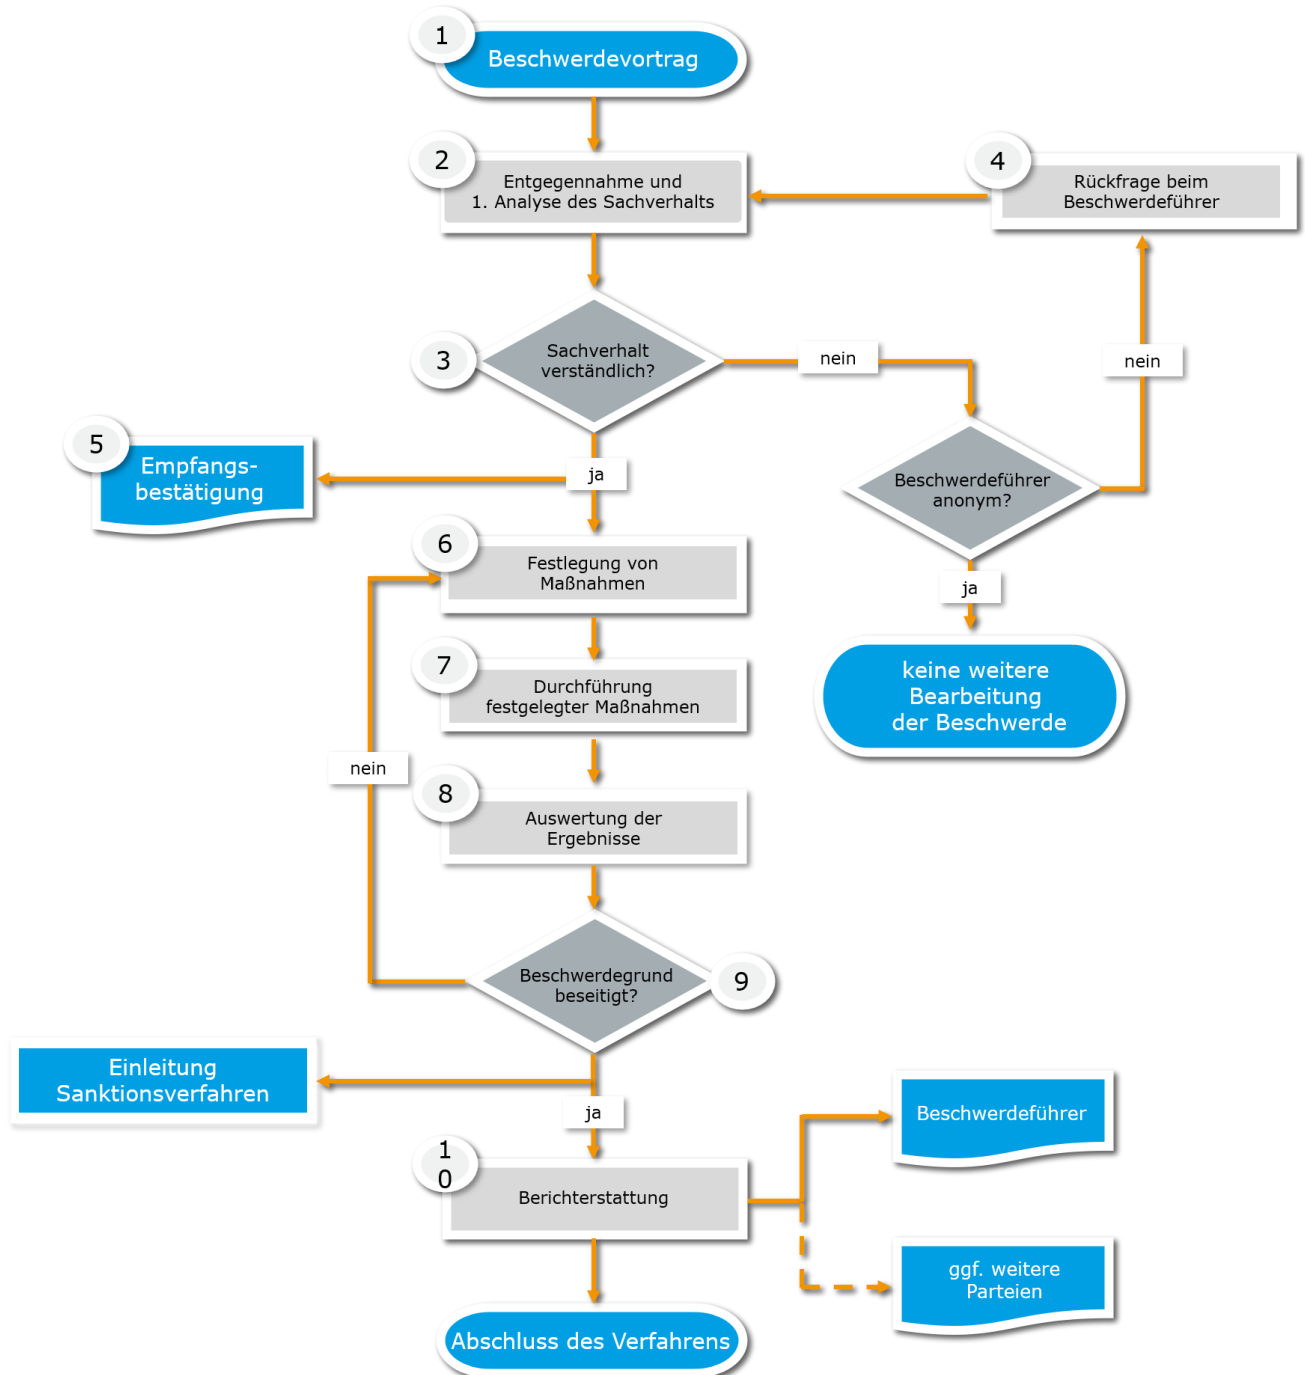 1
Beschwerdevortrag
2
Entgegennahme und
1. Analyse des Sachverhalts
4
Rückfrage beim
Beschwerdeführer
3
Sachverhalt
verständlich?
nein
nein
5
Empfangs-
bestätigung
ja
Beschwerdeführer
anonym?
6
Festlegung von
Maßnahmen
ja
7
Durchführung
festgelegter Maßnahmen
keine weitere
Bearbeitung
der Beschwerde
nein
8
Auswertung der
Ergebnisse
Beschwerdegrund
beseitigt?
9
Einleitung
Sanktionsverfahren
ja
Beschwerdeführer
1
0
Berichterstattung
ggf. weitere
Parteien
Abschluss des Verfahrens